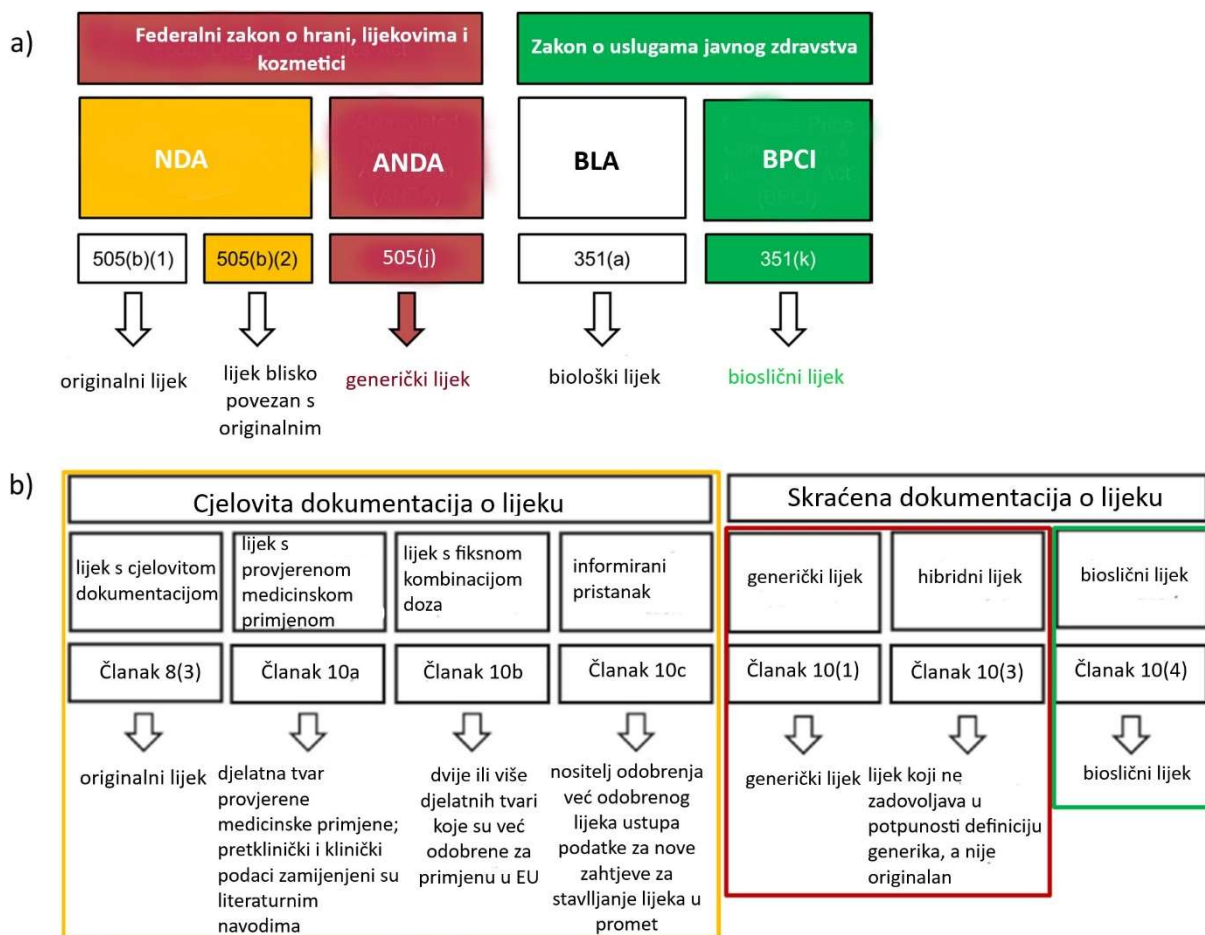 a)
Federalni zakon o hrani, lijekovima i
kozmetici
Zakon o uslugama javnog zdravstva
NDA
ANDA
BLA
BPCI
505(b)(1)
505(b)(2)
505(j)
351(a)
351(k)
originalni lijek
lijek blisko
povezan s
originalnim
generički lijek
biološki lijek
bioslični lijek
b)
Cjelovita dokumentacija o lijeku
Skraćena dokumentacija o lijeku
lijek s cjelovitom
dokumentacijom
lijek s
provjerenom
medicinskom
primjenom
lijek s fiksnom
kombinacijom
doza
informirani
pristanak
generički lijek
hibridni lijek
bioslični lijek
Članak 8(3)
Članak 10a
Članak 10b
Članak 10c
Članak 10(1)
Članak 10(3)
Članak 10(4)
originalni lijek
djelatna tvar
provjerene
medicinske primjene;
pretklinički i klinički
podaci zamijenjeni su
literaturnim
navodima
dvije ili više
djelatnih tvari
koje su već
odobrene za
primjenu u EU
nositelj odobrenja
već odobrenog
lijeka ustupa
podatke za nove
zahtjeve za
stavlljanje lijeka u
promet
generički lijek
lijek koji ne
zadovoljava u
potpunosti definiciju
generika, a nije
originalan
bioslični lijek